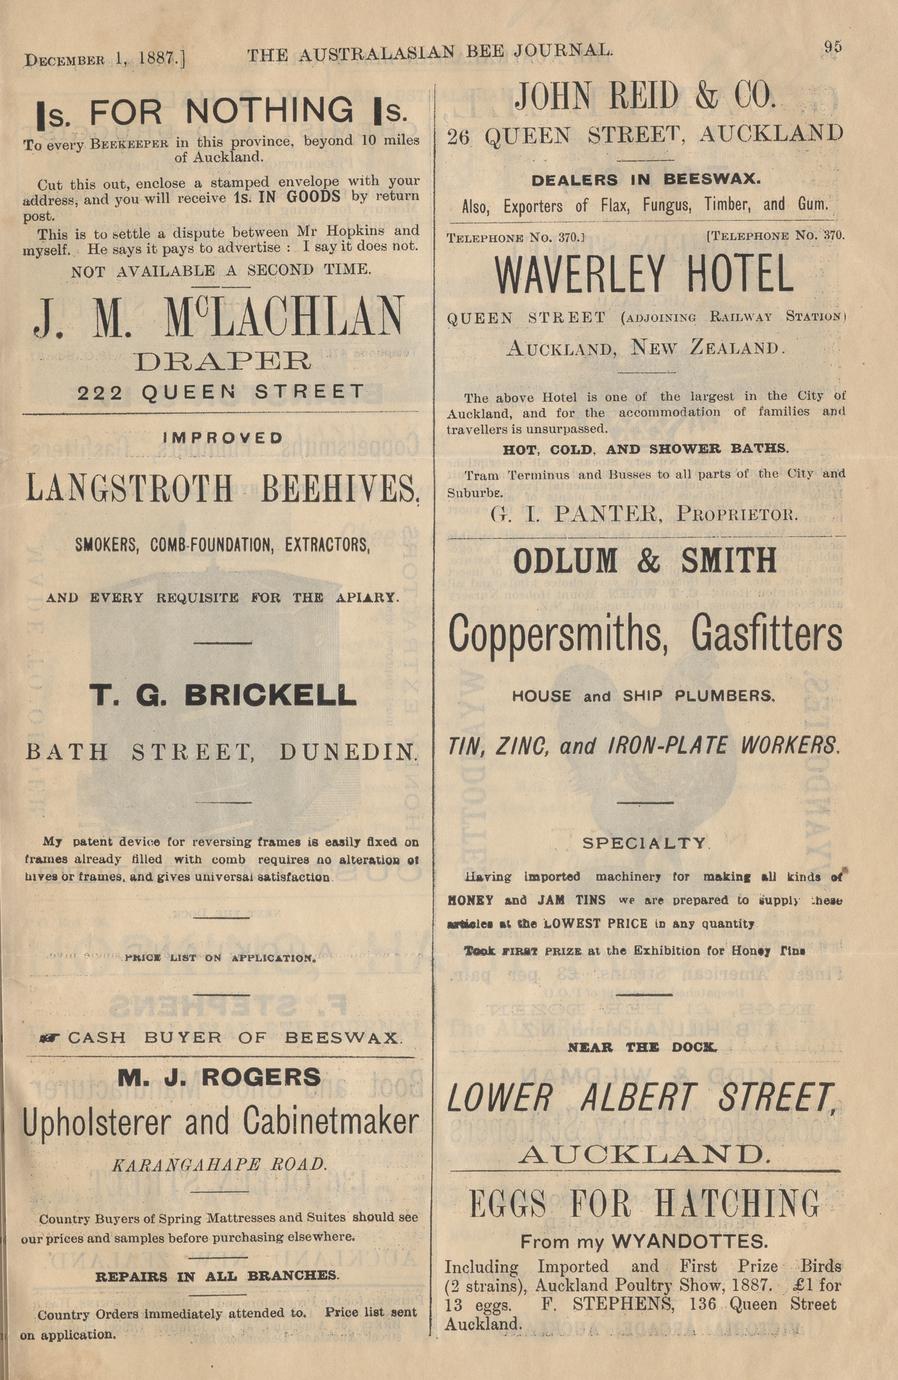 DECEMBER 1, 1887.] THE AUSTRALASIAN BEE JOURNAL. 95
1s. FOR NOTHING 1s.
To every BEEKEEPER in this province, beyond 10 miles
of Auckland.
Cut this out, enclose a stamped envelope with your
address, and you will receive 1s. IN GOODS by return
post.
This is to settle a dispute between Mr Hopkins and
myself. He says it pays to advertise : I say it does not.
NOT AVAILABLE A SECOND TIME.
J. M. McLACHLAN
DRAPER
222 QUEEN STREET
IMPROVED
LANGSTROTH BEEHIVES,
SMOKERS, COMB-FOUNDATION, EXTRACTORS,
AND EVERY REQUISITE FOR THE APIARY.
T. G. BRICKELL
BATH STREET, DUNEDIN.
My patent device for reversing frames is easily fixed on
frames already filled with comb requires no alteration of
hives or frames, and gives universal satisfaction
PRICE LIST ON APPLICATION.
☛ CASH BUYER OF BEESWAX.
M. J. ROGERS
Upholsterer and Cabinetmaker
KARANGAHAPE ROAD.
Country Buyers of Spring Mattresses and Suites should see
our prices and samples before purchasing elsewhere.
REPAIRS IN ALL BRANCHES.
Country Orders immediately attended to. Price list sent
on application.
JOHN REID & CO.
26 QUEEN STREET, AUCKLAND
DEALERS IN BEESWAX.
Also, Exporters of Flax, Fungus, Timber, and Gum.
TELEPHONE NO. 370.] [TELEPHONE NO. 370.
WAVERLEY HOTEL
QUEEN STREET (ADJOINING RAILWAY STATION)
AUCKLAND, NEW ZEALAND.
The above Hotel is one of the largest in the City of
Auckland, and for the accommodation of families and
travellers is unsurpassed.
HOT, COLD, AND SHOWER BATHS.
Tram Terminus and Busses to all parts of the City and
Suburbs.
G. I. PANTER, PROPRIETOR.
ODLUM & SMITH
Coppersmiths, Gasfitters
HOUSE and SHIP PLUMBERS.
TIN, ZINC, and IRON-PLATE WORKERS.
SPECIALTY.
Having imported machinery for making all kinds of
HONEY and JAM TINS we are prepared to supply these
articles at the LOWEST PRICE in any quantity
Took FIRST PRIZE at the Exhibition for Honey Tins
NEAR THE DOCK.
LOWER ALBERT STREET,
AUCKLAND.
EGGS FOR HATCHING
From my WYANDOTTES.
Including Imported and First Prize Birds
(2 strains), Auckland Poultry Show, 1887. £1 for
13 eggs. F. STEPHENS, 136 Queen Street
Auckland.